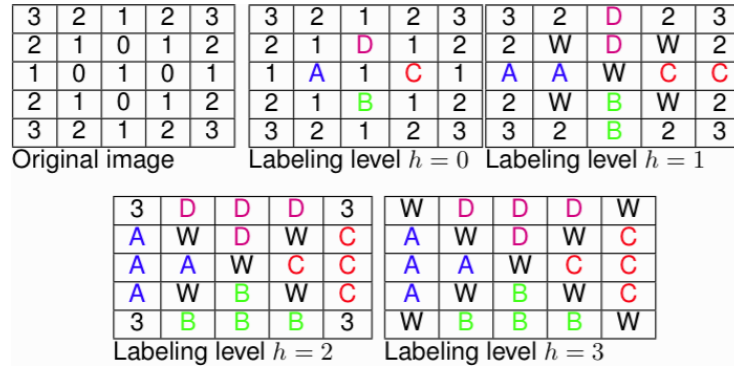 3 2 1 2 3 3 2 1 2 3 3 2 D 2 3
2 1 0 1 2 2 1 D 1 2 2 W D W 2
1 0 1 0 1 1 A 1 C 1 A A W C C
2 1 0 1 2 2 1 B 1 2 2 W B W 2
3 2 1 2 3 3 2 1 2 3 3 2 B 2 3
Original image Labeling level h = 0 Labeling level h = 1
3 D D D 3 W D D D W
A W D W C A W D W C
A A W C C A A W C C
A W B W C A W B W C
3 B B B 3 W B B B W
Labeling level h = 2 Labeling level h = 3